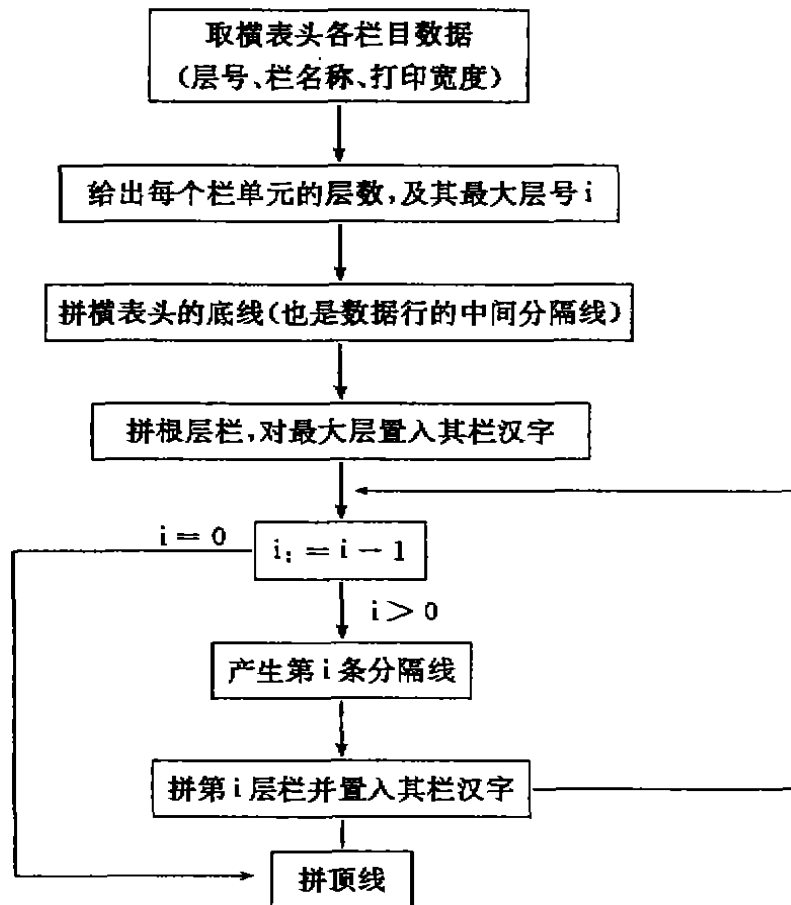 取横表头各栏目数据
(层号、栏名称、打印宽度)
给出每个栏单元的层数,及其最大层号i
拼横表头的底线(也是数据行的中间分隔线)
拼根层栏,对最大层置入其栏汉字
i=0
i:=i-1
i>0
产生第i条分隔线
拼第i层栏并置入其栏汉字
拼顶线